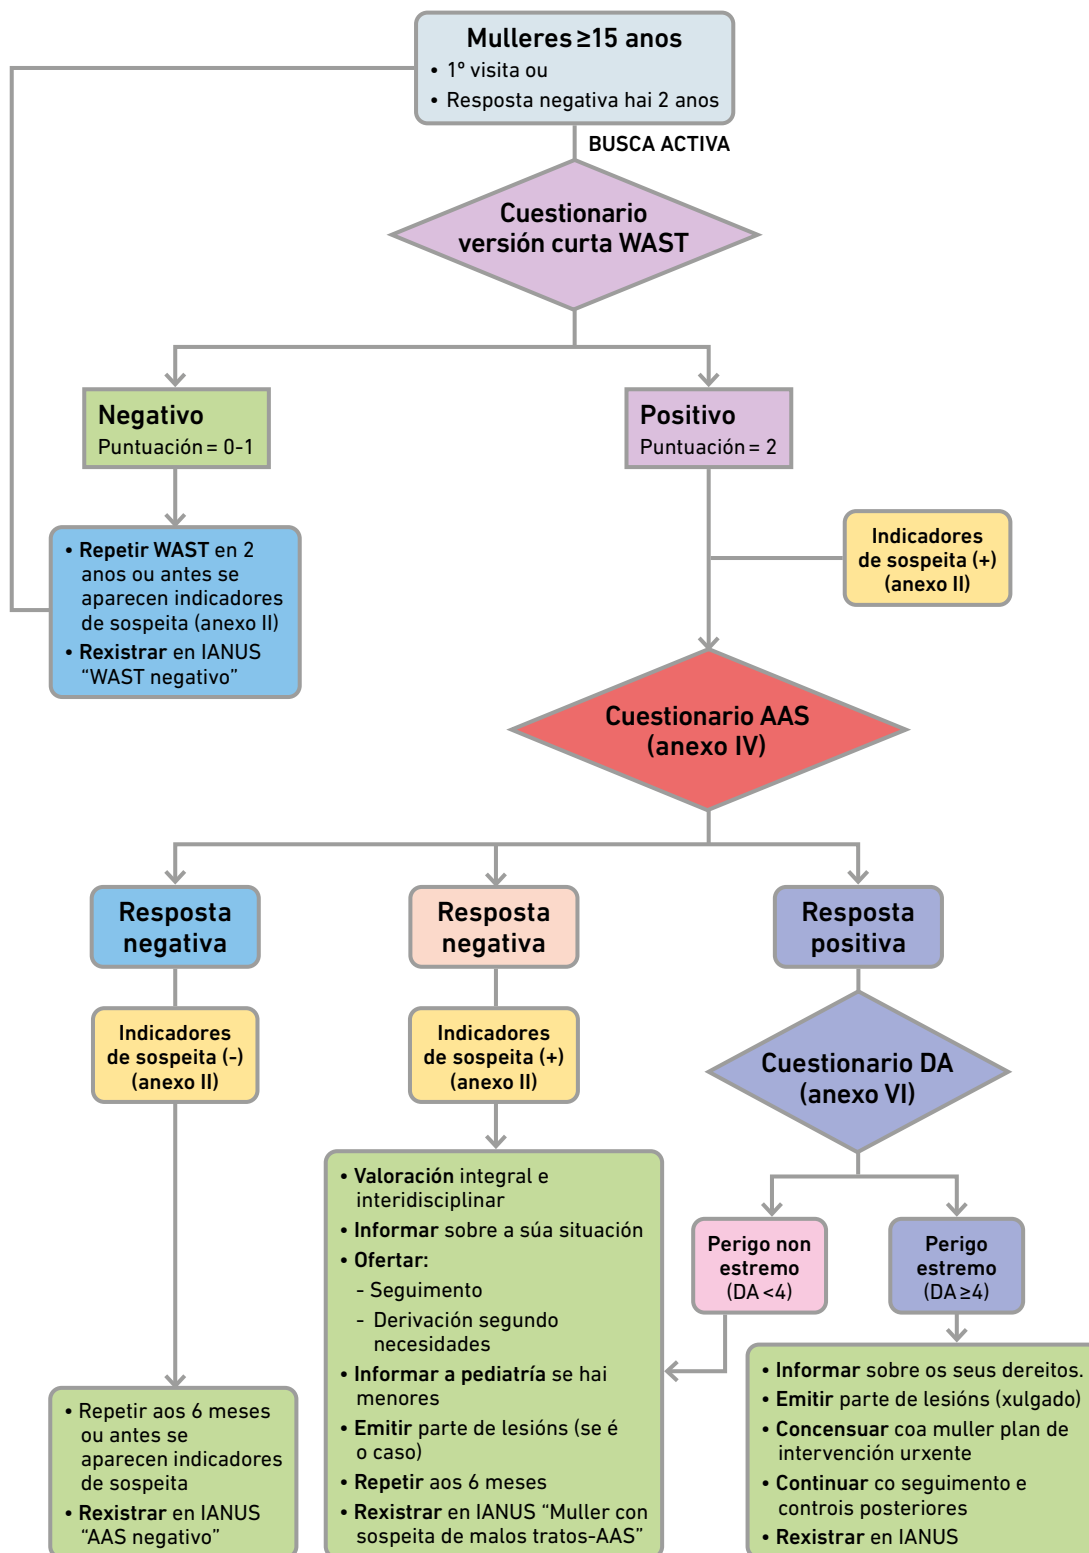 Mulleres ≥15 anos
• 1º visita ou
• Resposta negativa hai 2 anos
BUSCA ACTIVA
Cuestionario
versión curta WAST
Negativo
Puntuación = 0-1
Positivo
Puntuación = 2
• Repetir WAST en 2
anos ou antes se
aparecen indicadores
de sospeita (anexo II)
• Rexistrar en IANUS
“WAST negativo”
Indicadores
de sospeita (+)
(anexo II)
Cuestionario AAS
(anexo IV)
Resposta
negativa
Resposta
negativa
Resposta
positiva
Indicadores
de sospeita (-)
(anexo II)
Indicadores
de sospeita (+)
(anexo II)
Cuestionario DA
(anexo VI)
• Repetir aos 6 meses
ou antes se
aparecen indicadores
de sospeita
• Rexistrar en IANUS
“AAS negativo”
• Valoración integral e
interidisciplinar
• Informar sobre a súa situación
• Ofertar:
- Seguimento
- Derivación segundo
necesidades
• Informar a pediatría se hai
menores
• Emitir parte de lesións (se é
o caso)
• Repetir aos 6 meses
• Rexistrar en IANUS “Muller con
sospeita de malos tratos-AAS”
Perigo non
estremo
(DA <4)
Perigo
estremo
(DA ≥4)
• Informar sobre os seus dereitos.
• Emitir parte de lesións (xulgado)
• Concensuar coa muller plan de
intervención urxente
• Continuar co seguimento e
controis posteriores
• Rexistrar en IANUS